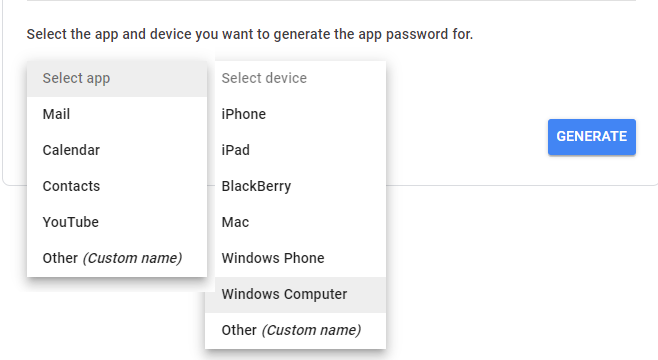 Select the app and device you want to generate the app password for.
Select app
Mail
Calendar
Contacts
YouTube
Other (Custom name)
Select device
iPhone
iPad
BlackBerry
Mac
Windows Phone
Windows Computer
Other (Custom name)
GENERATE